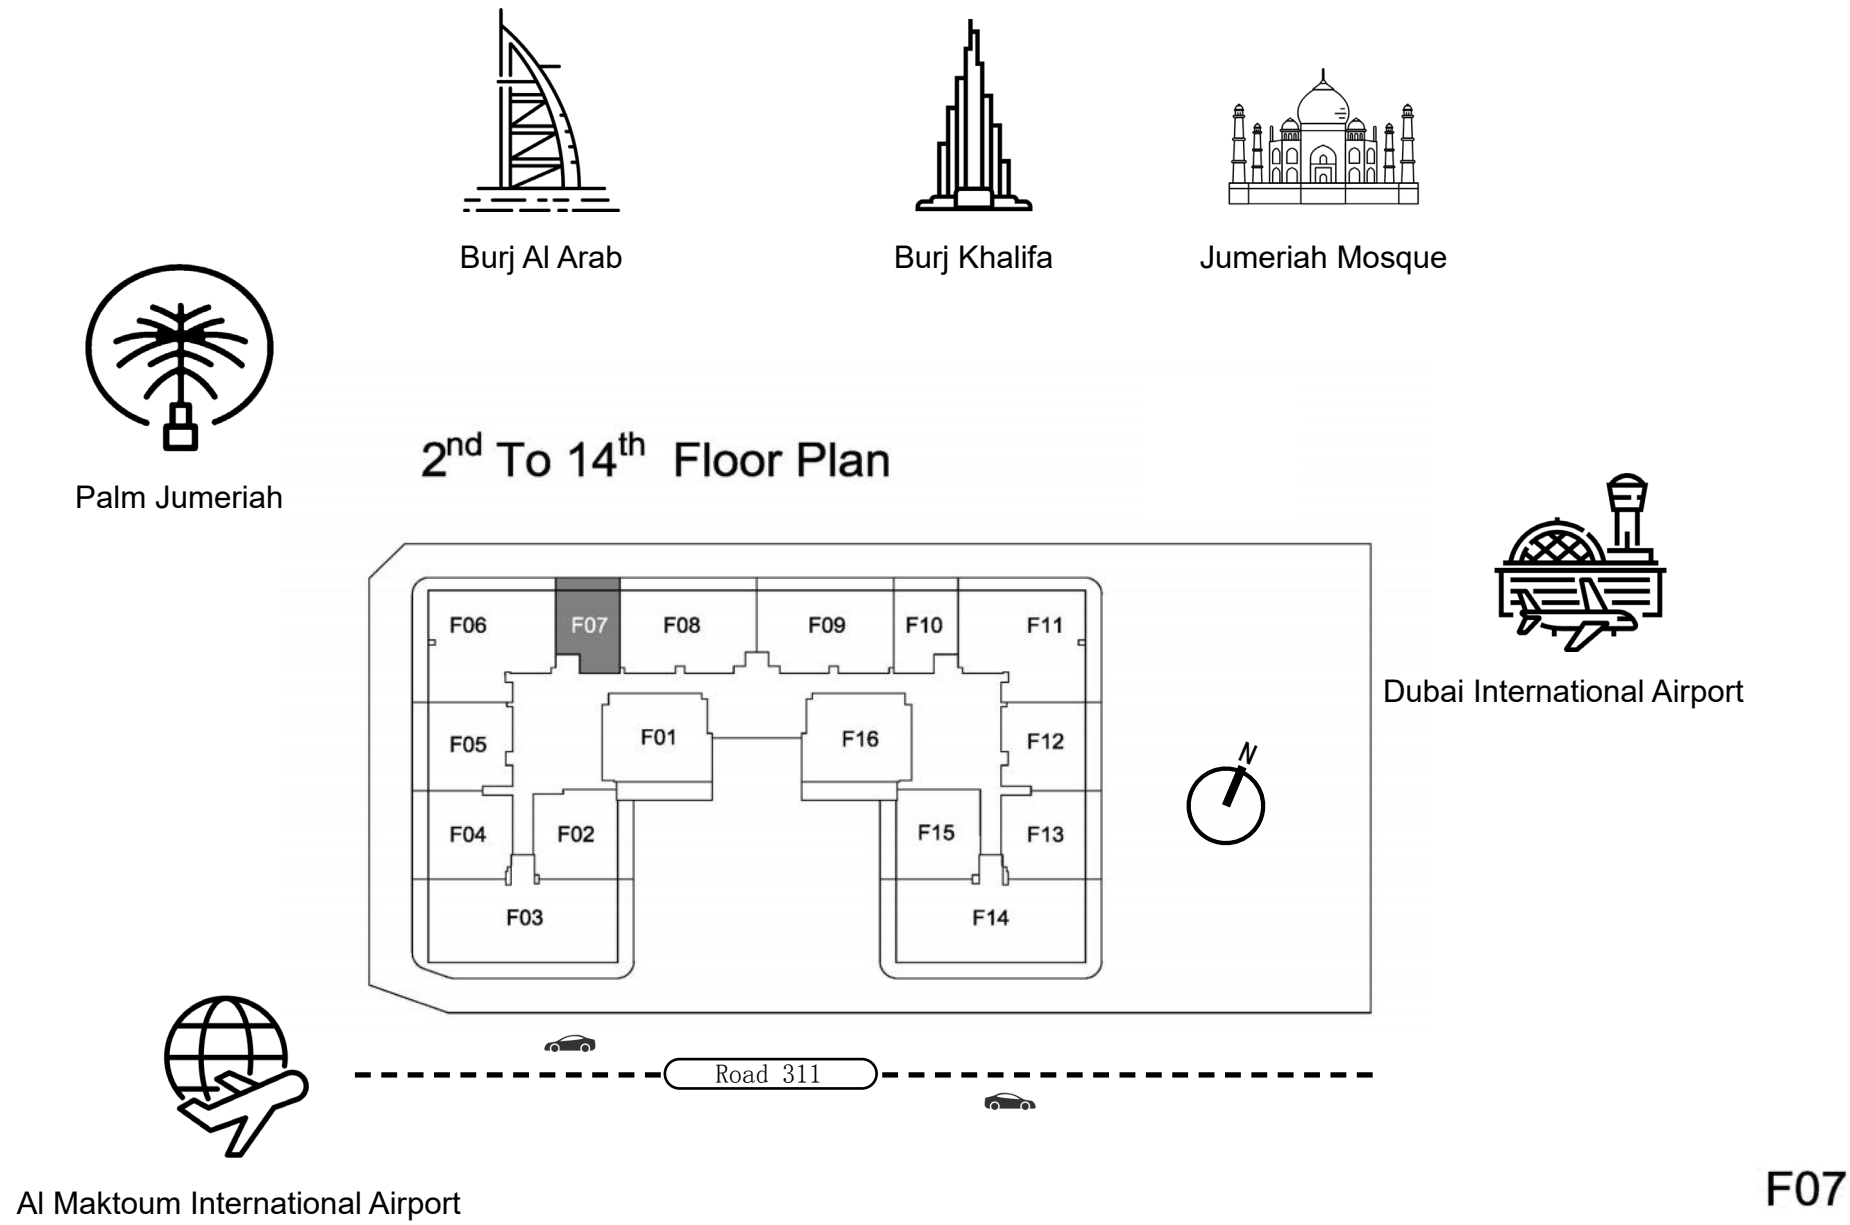 Burj Al Arab
Burj Khalifa
Jumeriah Mosque
Palm Jumeriah
2nd To 14th Floor Plan
Dubai International Airport
F06
F07
F08
F09
F10
F11
F05
F01
F16
F12
N
F04
F02
F15
F13
F03
F14
Road 311
Al Maktoum International Airport
F07